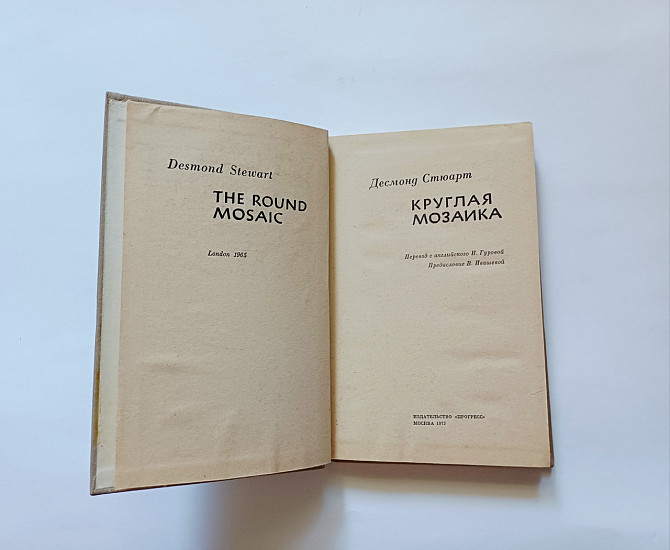 Desmond Stewart
THE ROUND
MOSAIC
London 1965
Десмонд Стюарт
КРУГЛАЯ
МОЗАИКА
Перевод с английского И. Гуровой
Предисловие В. Ивашевой
ИЗДАТЕЛЬСТВО «ПРОГРЕСС»
МОСКВА 1973